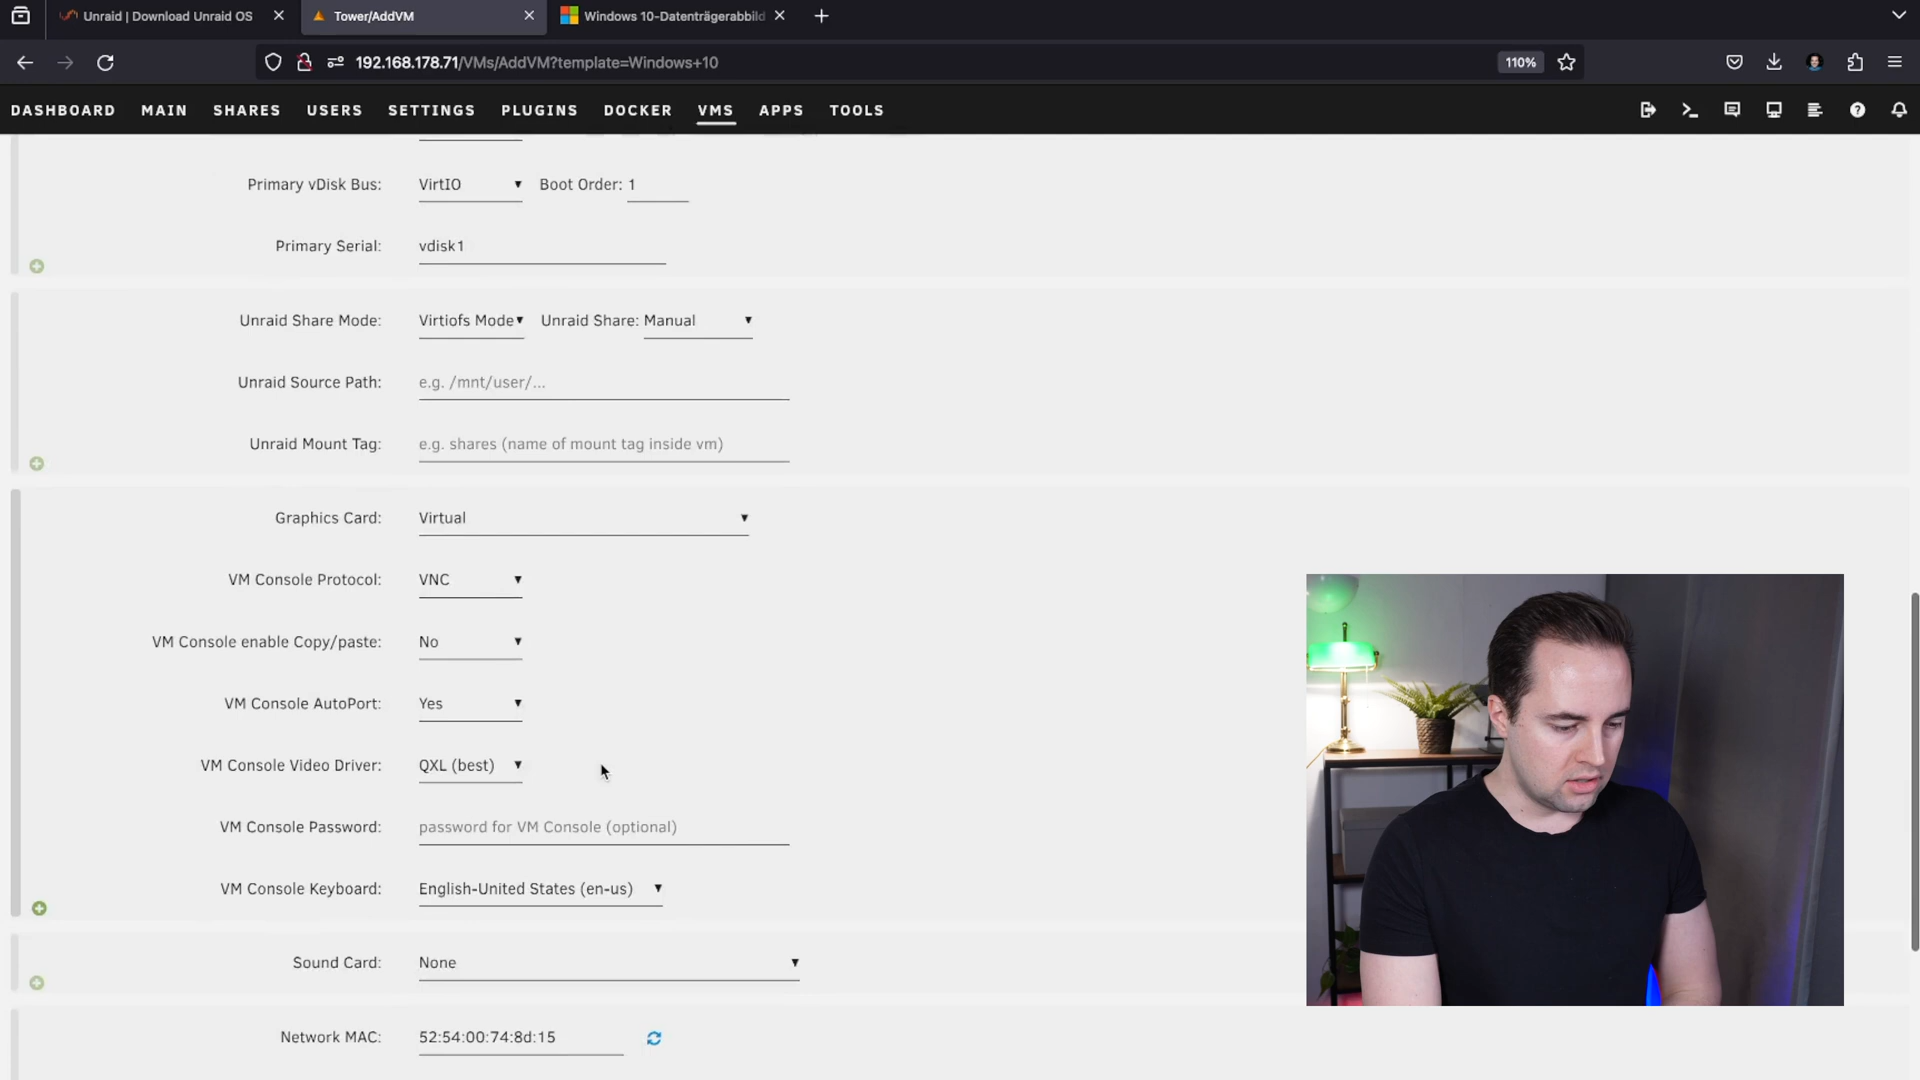 Unraid | Download Unraid OS
Tower/AddVM
Windows 10-Datenträgerabbild
192.168.178.71/VMs/AddVM?template=Windows+10
110%
DASHBOARD MAIN SHARES USERS SETTINGS PLUGINS DOCKER VMS APPS TOOLS
Primary vDisk Bus: VirtIO Boot Order: 1
Primary Serial: vdisk1
Unraid Share Mode: Virtiofs Mode Unraid Share: Manual
Unraid Source Path: e.g. /mnt/user/...
Unraid Mount Tag: e.g. shares (name of mount tag inside vm)
Graphics Card: Virtual
VM Console Protocol: VNC
VM Console enable Copy/paste: No
VM Console AutoPort: Yes
VM Console Video Driver: QXL (best)
VM Console Password: password for VM Console (optional)
VM Console Keyboard: English-United States (en-us)
Sound Card: None
Network MAC: 52:54:00:74:8d:15